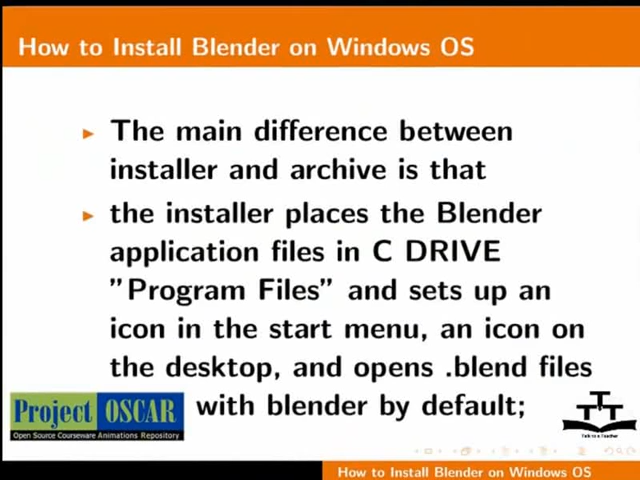 How to Install Blender on Windows OS
The main difference between
installer and archive is that
the installer places the Blender
application files in C DRIVE
"Program Files" and sets up an
icon in the start menu, an icon on
the desktop, and opens .blend files
with blender by default;
Project OSCAR
Open Source Courseware Animations Repository
Talk to a Teacher
How to Install Blender on Windows OS